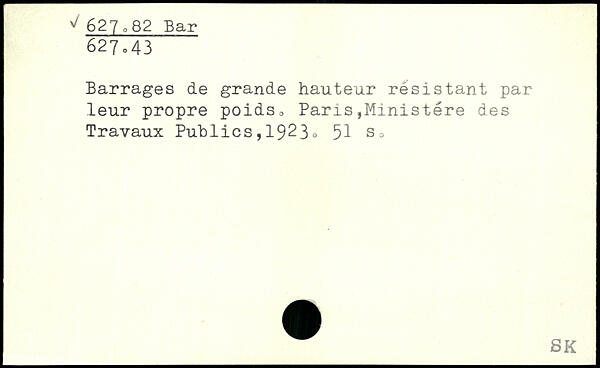 ✓ 627.82 Bar
627.43
Barrages de grande hauteur résistant par
leur propre poids. Paris,Ministére des
Travaux Publics,1923. 51 s.
SK